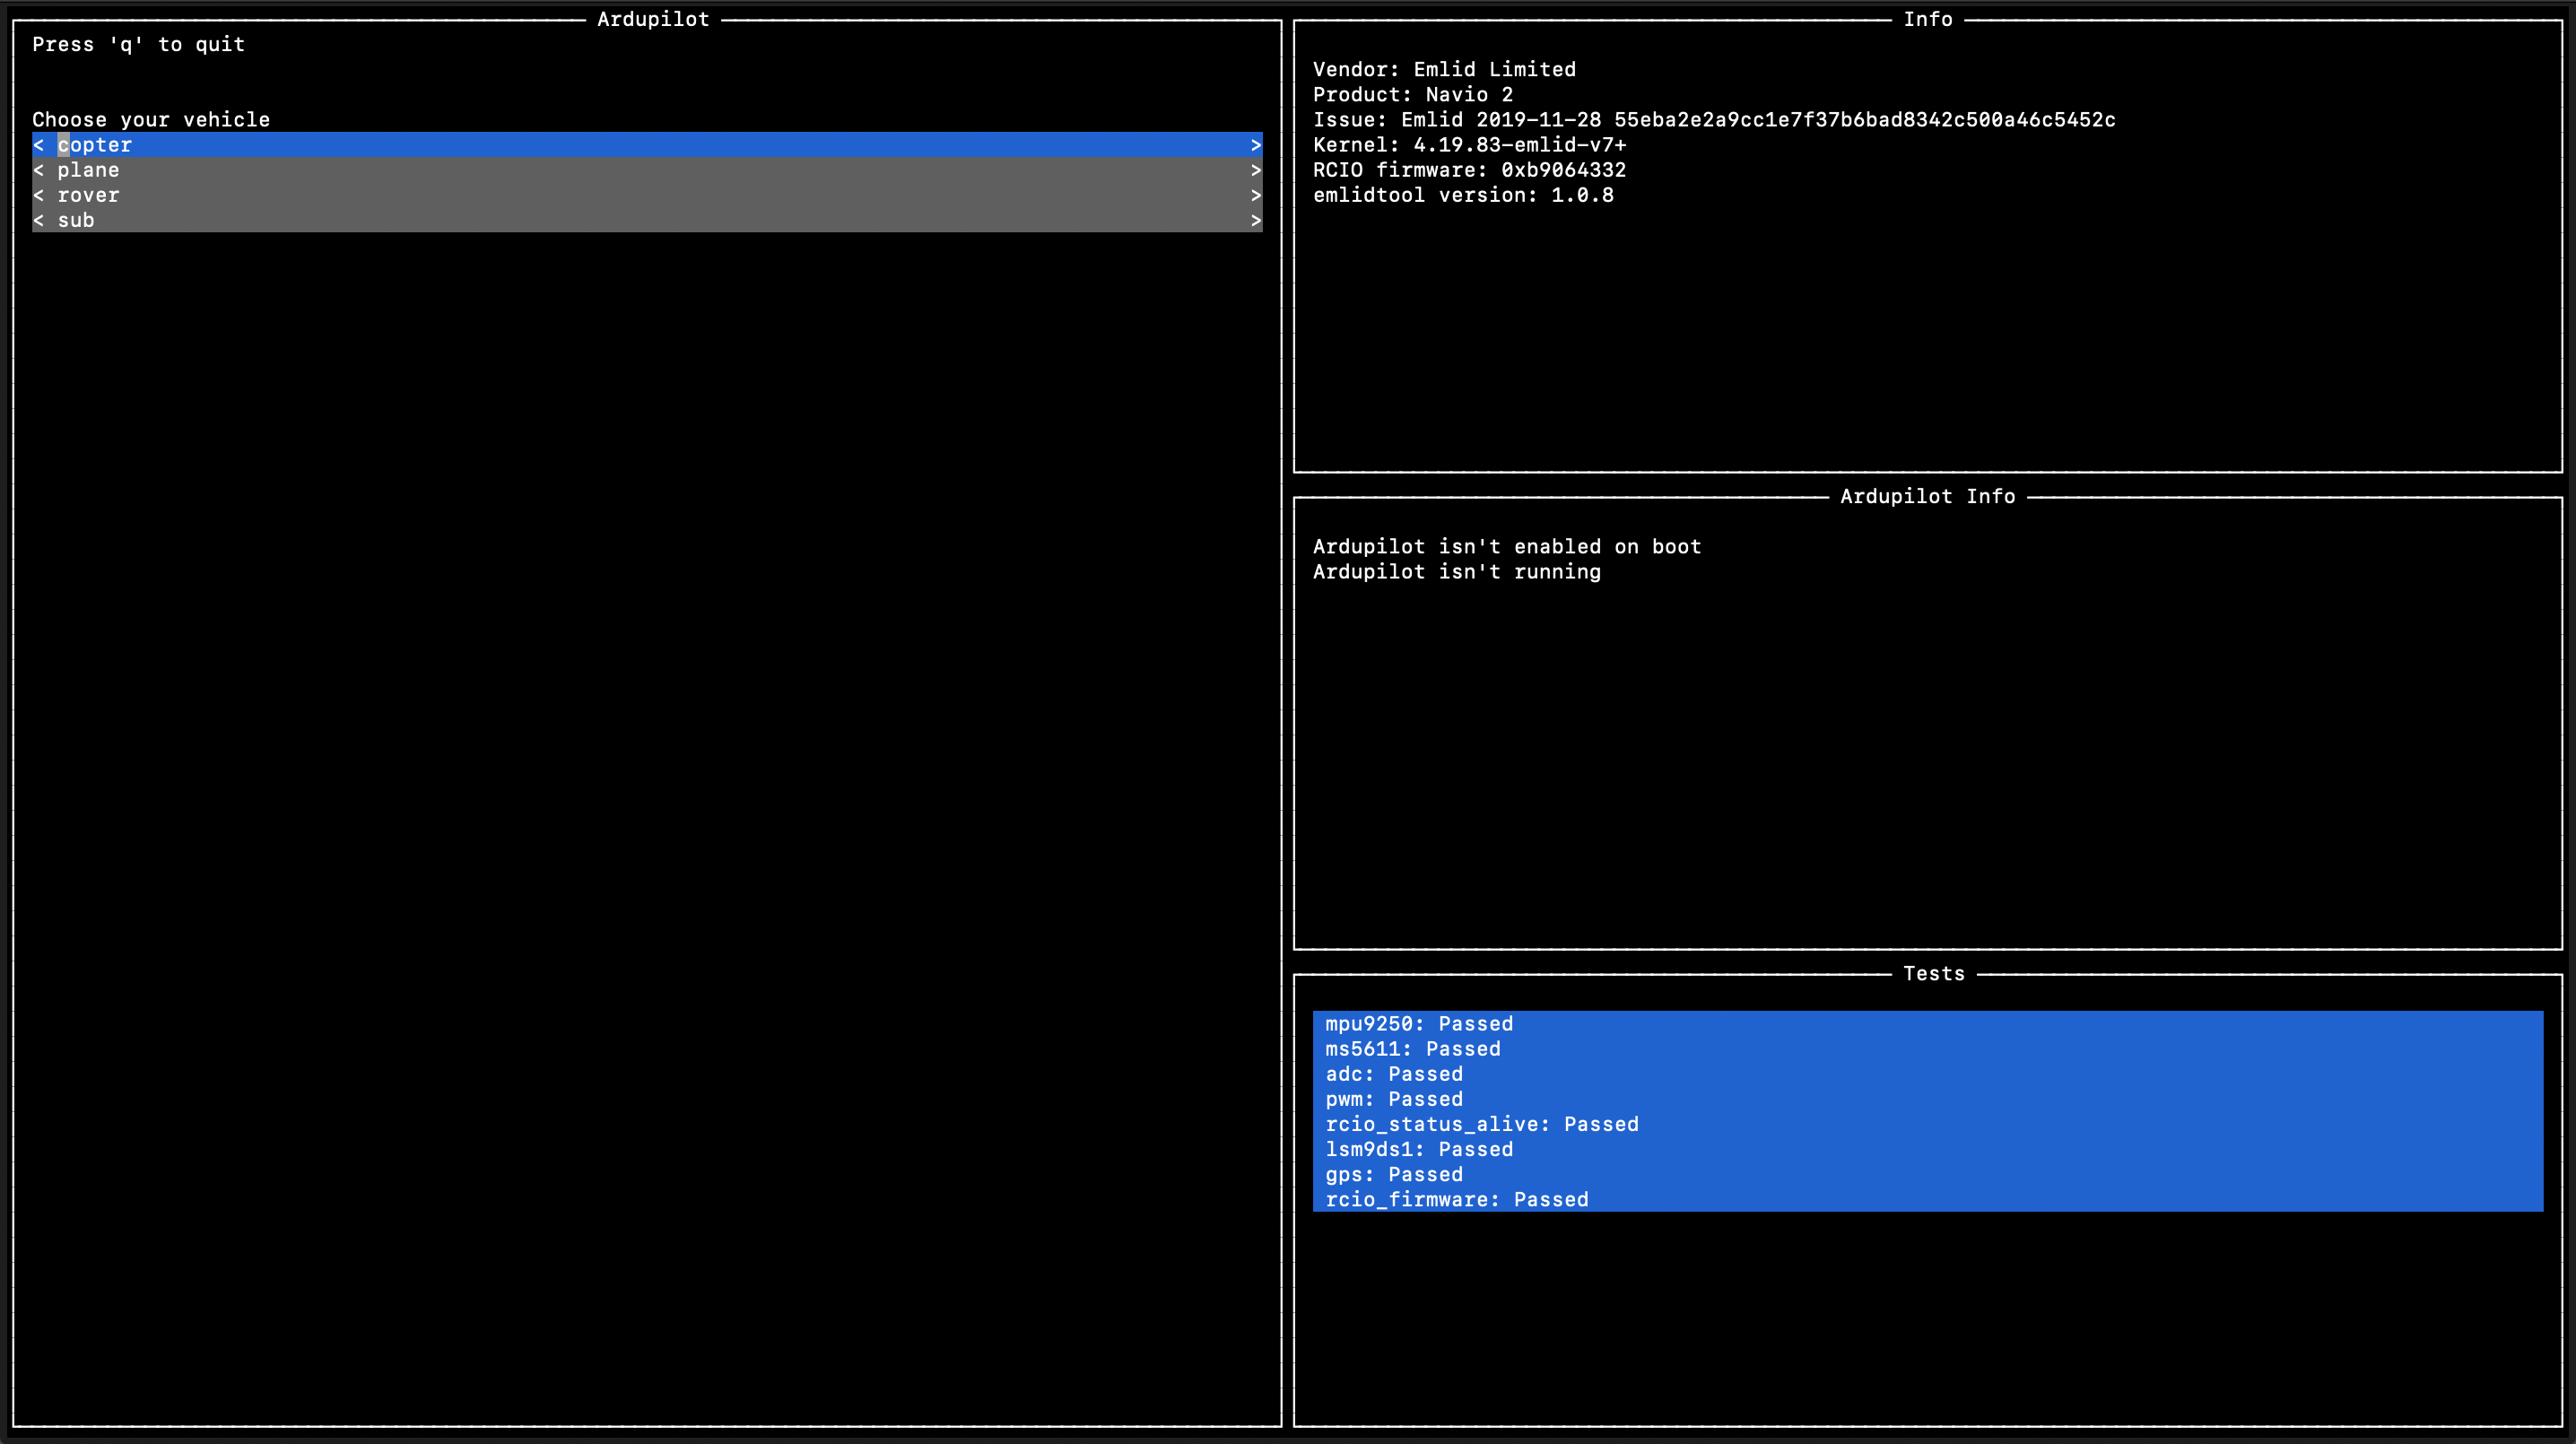 Ardupilot
Press 'q' to quit
Choose your vehicle
< copter >
< plane >
< rover >
< sub >
Info
Vendor: Emlid Limited
Product: Navio 2
Issue: Emlid 2019-11-28 55eba2e2a9cc1e7f37b6bad8342c500a46c5452c
Kernel: 4.19.83-emlid-v7+
RCIO firmware: 0xb9064332
emlidtool version: 1.0.8
Ardupilot Info
Ardupilot isn't enabled on boot
Ardupilot isn't running
Tests
mpu9250: Passed
ms5611: Passed
adc: Passed
pwm: Passed
rcio_status_alive: Passed
lsm9ds1: Passed
gps: Passed
rcio_firmware: Passed